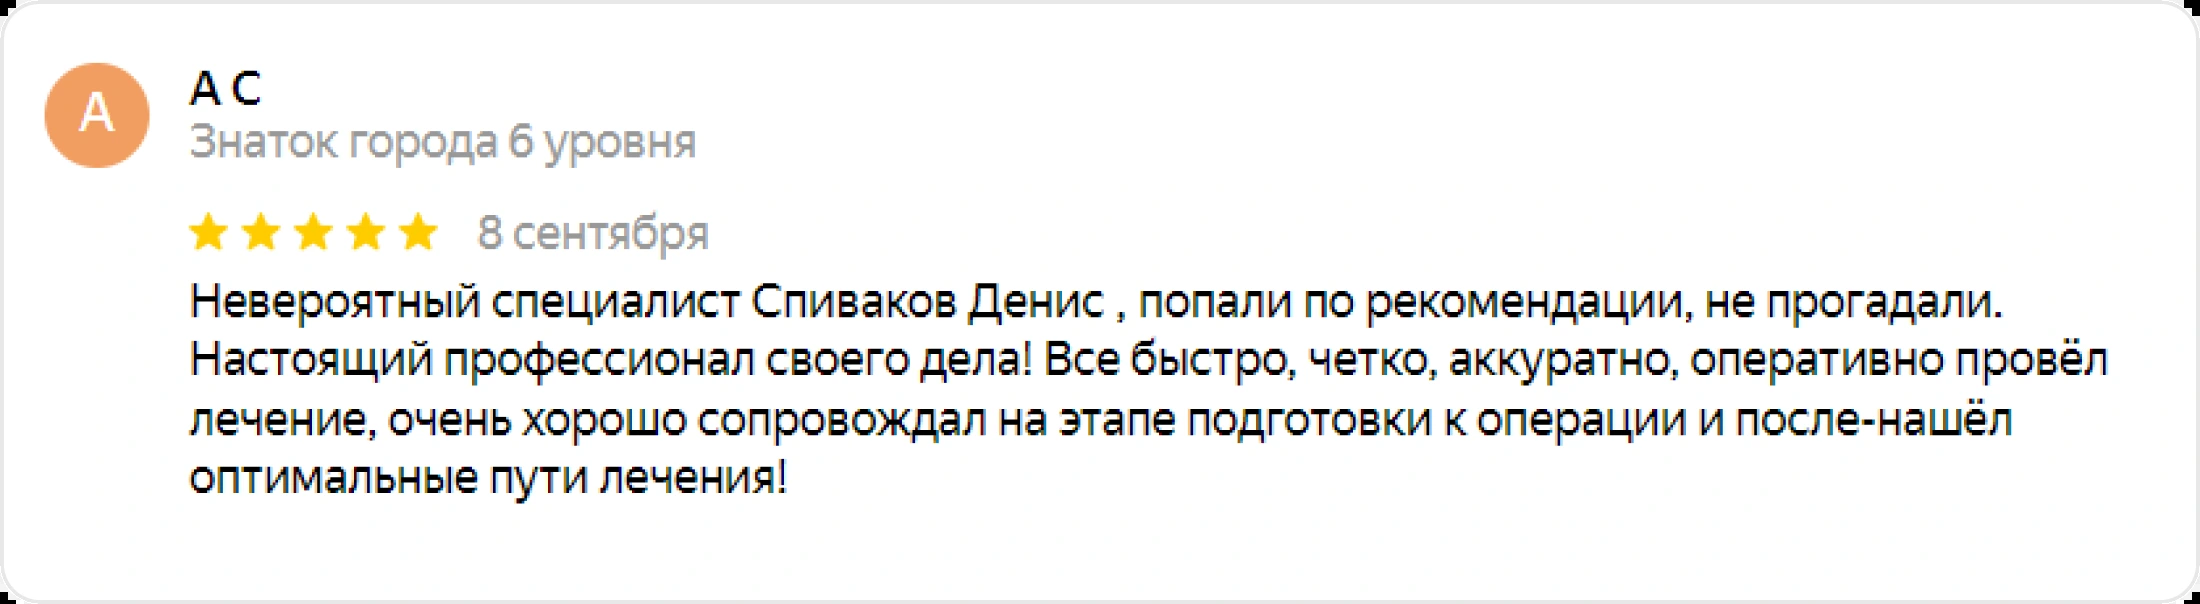 А
А С
Знаток города 6 уровня
8 сентября
Невероятный специалист Спиваков Денис , попали по рекомендации, не прогадали.
Настоящий профессионал своего дела! Все быстро, четко, аккуратно, оперативно провёл
лечение, очень хорошо сопровождал на этапе подготовки к операции и после-нашёл
оптимальные пути лечения!